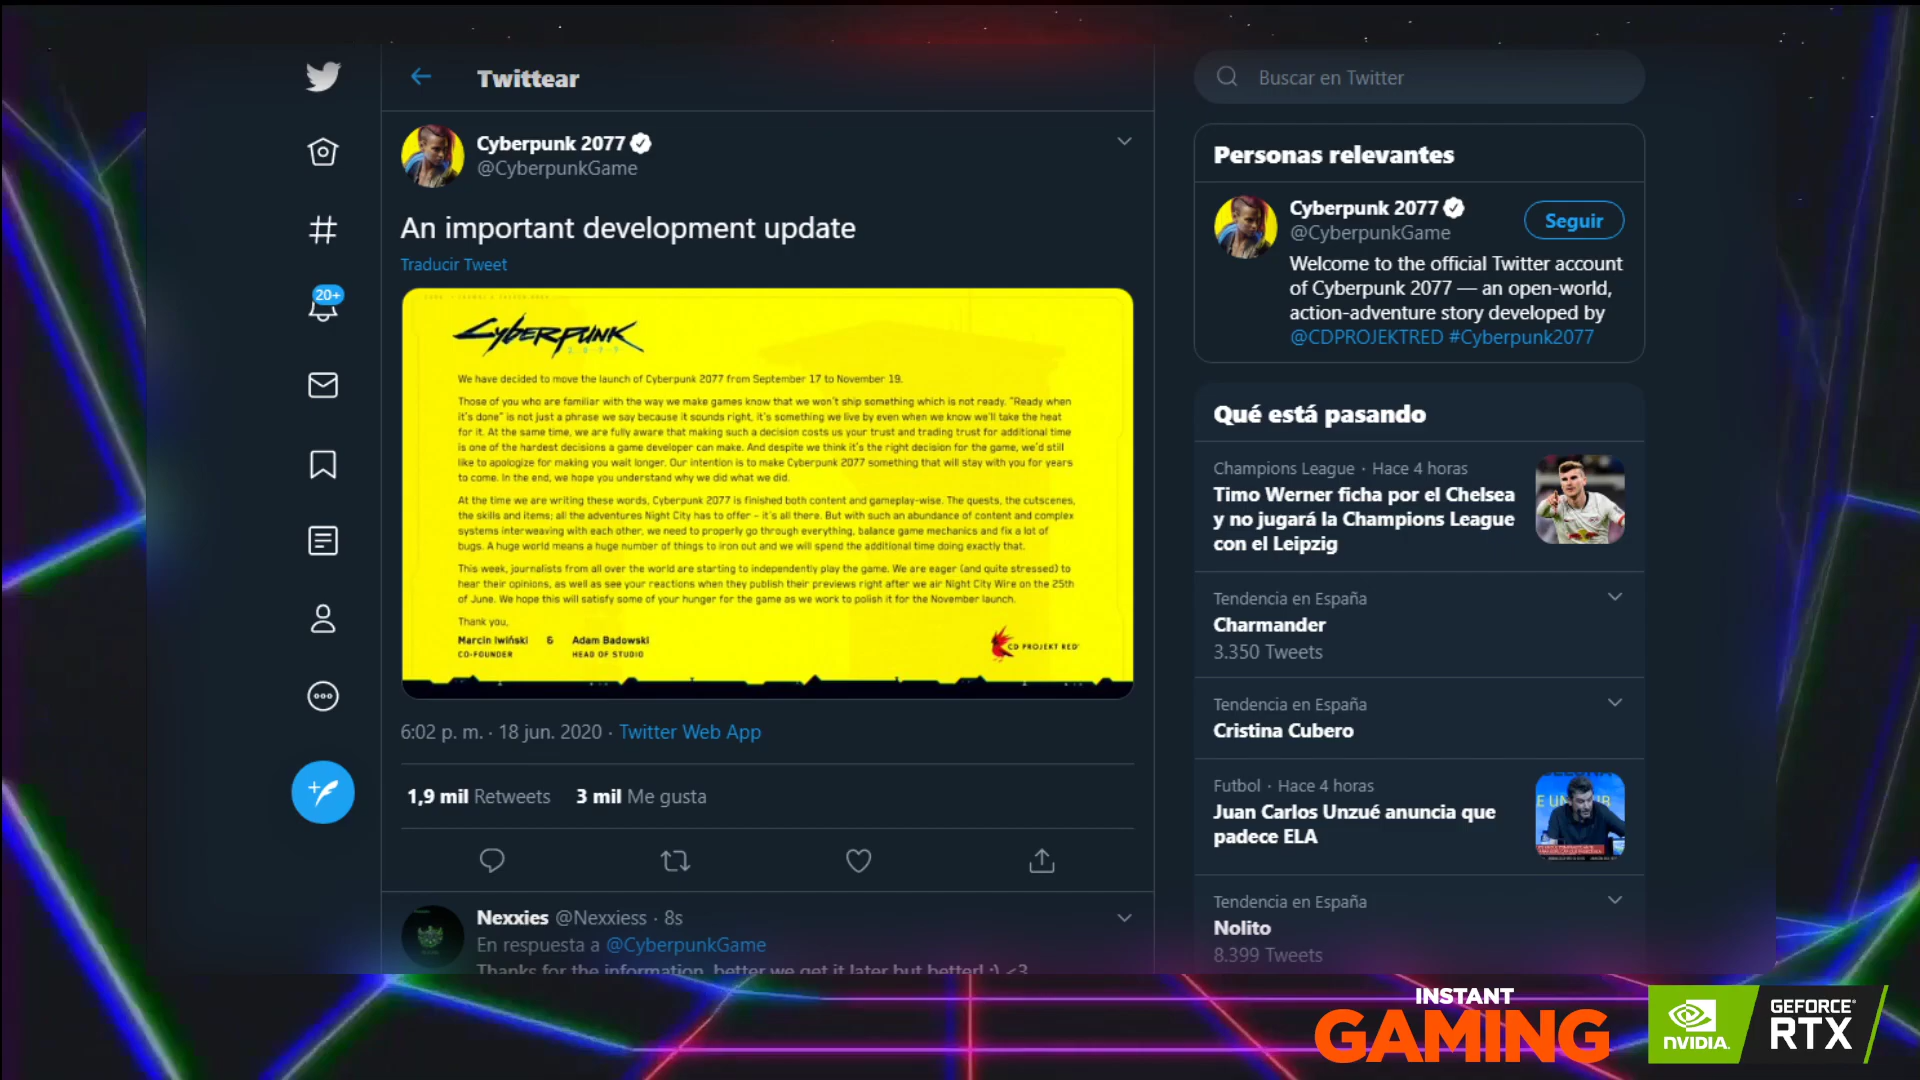 Twittear
Cyberpunk 2077
@CyberpunkGame
An important development update
Traducir Tweet
20+
Cyberpunk
2077
We have decided to move the launch of Cyberpunk 2077 from September 17 to November 19.
Those of you who are familiar with the way we make games know that we won't ship something which is not ready. "Ready when
it's done" is not just a phrase we say because it sounds right, it's something we live by even when we know we'll take the heat
for it. At the same time, we are fully aware that making such a decision costs us your trust and trading trust for additional time
is one of the hardest decisions a game developer can make. And despite we think it's the right decision for the game, we'd still
like to apologize for making you wait longer. Our intention is to make Cyberpunk 2077 something that will stay with you for years
to come. In the end, we hope you understand why we did what we did.
At the time we are writing these words, Cyberpunk 2077 is finished both content and gameplay-wise. The quests, the cutscenes,
the skills and items; all the adventures Night City has to offer – it's all there. But with such an abundance of content and complex
systems interweaving with each other, we need to properly go through everything, balance game mechanics and fix a lot of
bugs. A huge world means a huge number of things to iron out and we will spend the additional time doing exactly that.
This week, journalists from all over the world are starting to independently play the game. We are eager (and quite stressed) to
hear their opinions, as well as see your reactions when they publish their previews right after we air Night City Wire on the 25th
of June. We hope this will satisfy some of your hunger for the game as we work to polish it for the November launch.
Thank you,
Marcin Iwiński & Adam Badowski
CO-FOUNDER HEAD OF STUDIO
CD PROJEKT RED
6:02 p. m. · 18 jun. 2020 · Twitter Web App
1,9 mil Retweets 3 mil Me gusta
Nexxies @Nexxiess · 8s
En respuesta a @CyberpunkGame
Thanks for the information, better we get it later but better! :) <3
Buscar en Twitter
Personas relevantes
Cyberpunk 2077
@CyberpunkGame
Seguir
Welcome to the official Twitter account
of Cyberpunk 2077 — an open-world,
action-adventure story developed by
@CDPROJEKTRED #Cyberpunk2077
Qué está pasando
Champions League · Hace 4 horas
Timo Werner ficha por el Chelsea
y no jugará la Champions League
con el Leipzig
Tendencia en España
Charmander
3.350 Tweets
Tendencia en España
Cristina Cubero
Futbol · Hace 4 horas
Juan Carlos Unzué anuncia que
padece ELA
Tendencia en España
Nolito
8.399 Tweets
INSTANT
GAMING
NVIDIA.
GEFORCE
RTX